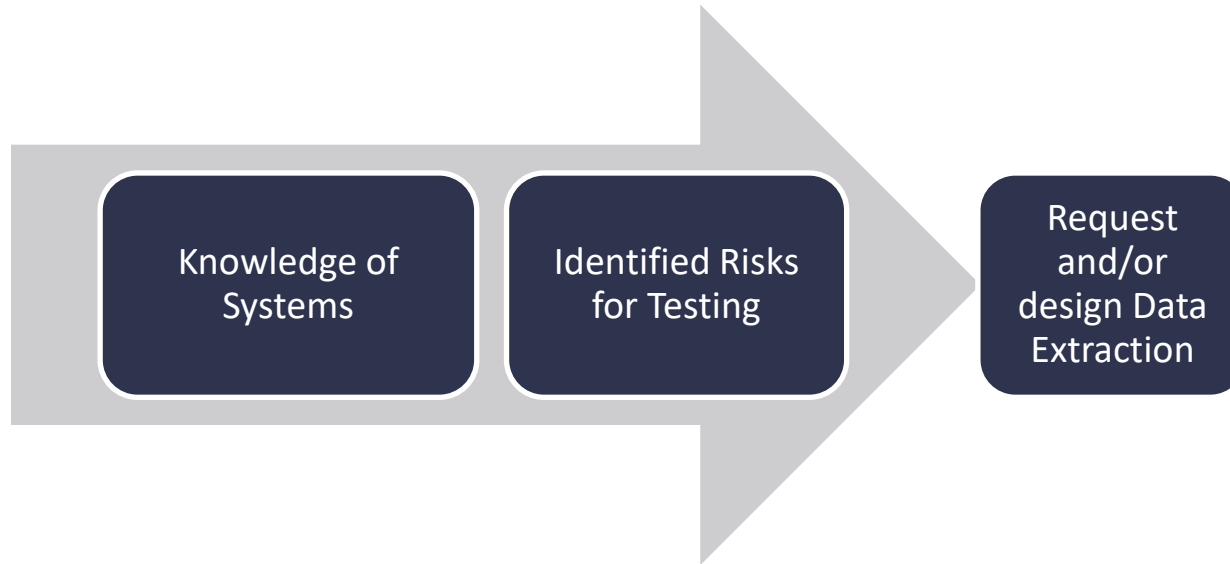 Knowledge of
Systems
Identified Risks
for Testing
Request
and/or
design Data
Extraction